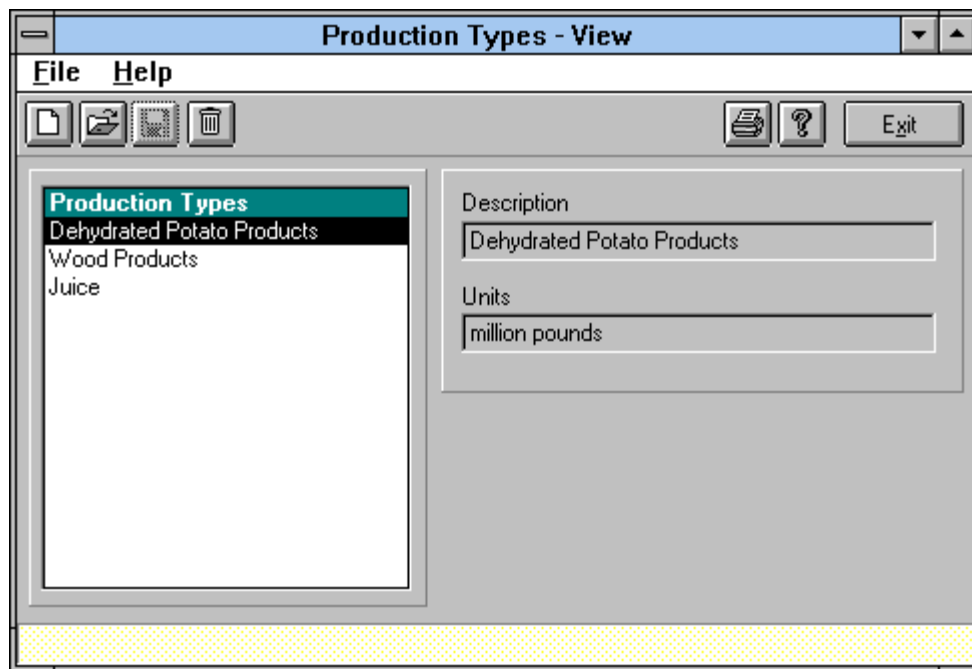 Production Types - View
File Help
? Exit
Production Types
Dehydrated Potato Products
Wood Products
Juice
Description
Dehydrated Potato Products
Units
million pounds